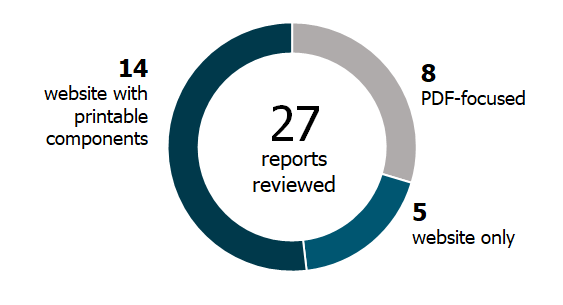 14
website with
printable
components
27
reports
reviewed
8
PDF-focused
5
website only